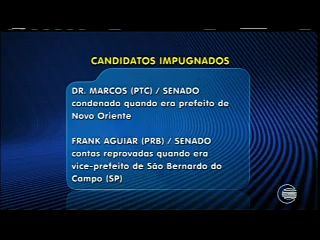 CANDIDATOS IMPUGNADOS
DR. MARCOS (PTC) / SENADO
condenado quando era prefeito de
Novo Oriente
FRANK AGUIAR (PRB) / SENADO
contas reprovadas quando era
vice-prefeito de São Bernardo do
Campo (SP)